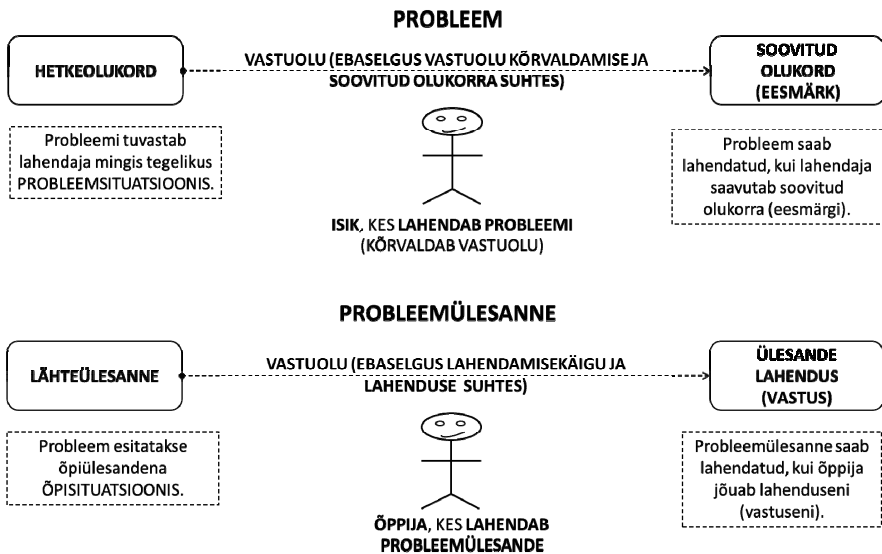 PROBLEEM
HETKEOLUKORD
VASTUOLU (EBASELGUS VASTUOLU KÕRVALDAMISE JA
SOOVITUD OLUKORRA SUHTES)
SOOVITUD
OLUKORD
(EESMÄRK)
Probleemi tuvastab
lahendaja mingis tegelikus
PROBLEEMSITUATSIOONIS.
ISIK, KES LAHENDAB PROBLEEMI
(KÕRVALDAB VASTUOLU)
Probleem saab
lahendatud, kui lahendaja
saavutab soovitud
olukorra (eesmärgi).
PROBLEEMÜLESANNE
LÄHTEÜLESANNE
VASTUOLU (EBASELGUS LAHENDAMISEKÄIGU JA
LAHENDUSE SUHTES)
ÜLESANDE
LAHENDUS
(VASTUS)
Probleem esitatakse
õpiülesandena
ÕPISITUATSIOONIS.
ÕPPIJA, KES LAHENDAB
PROBLEEMÜLESANDE
Probleemülesanne saab
lahendatud, kui õppija
jõuab lahenduseni
(vastuseni).